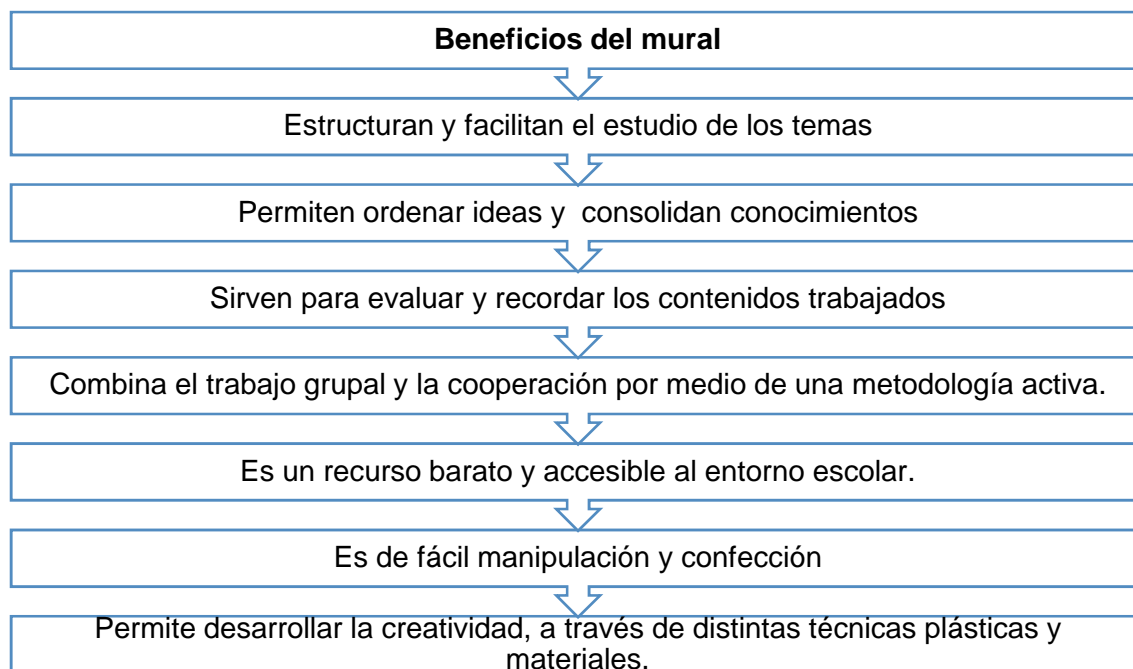 Beneficios del mural
Estructuran y facilitan el estudio de los temas
Permiten ordenar ideas y  consolidan conocimientos
Sirven para evaluar y recordar los contenidos trabajados
Combina el trabajo grupal y la cooperación por medio de una metodología activa.
Es un recurso barato y accesible al entorno escolar.
Es de fácil manipulación y confección
Permite desarrollar la creatividad, a través de distintas técnicas plásticas y
materiales.